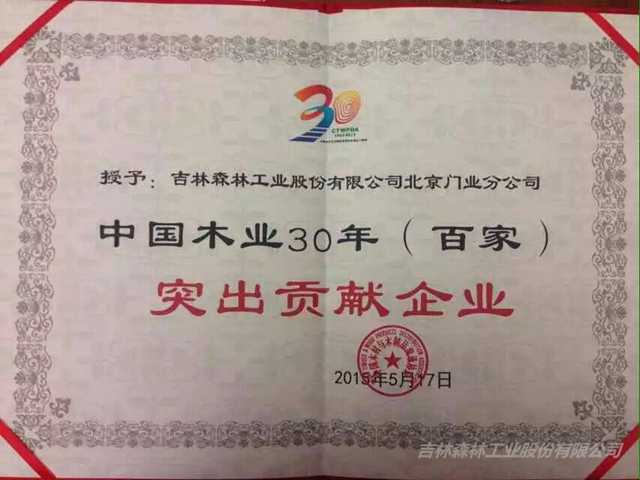 30
CTWPDA
授予：吉林森林工业股份有限公司北京门业分公司
中国木业30年（百家）
突出贡献企业
2015年5月17日
吉林森林工业股份有限公司